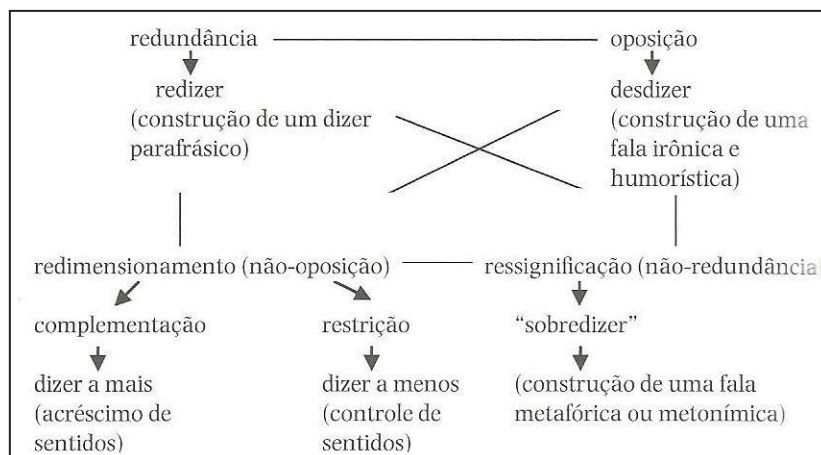 redundância oposição
redizer desdizer
(construção de um dizer (construção de uma
parafrásico) fala irônica e
humorística)
redimensionamento (não-oposição) ressignificação (não-redundância
complementação restrição “sobredizer”
dizer a mais dizer a menos (construção de uma fala
(acréscimo de (controle de metafórica ou metonímica)
sentidos) sentidos)